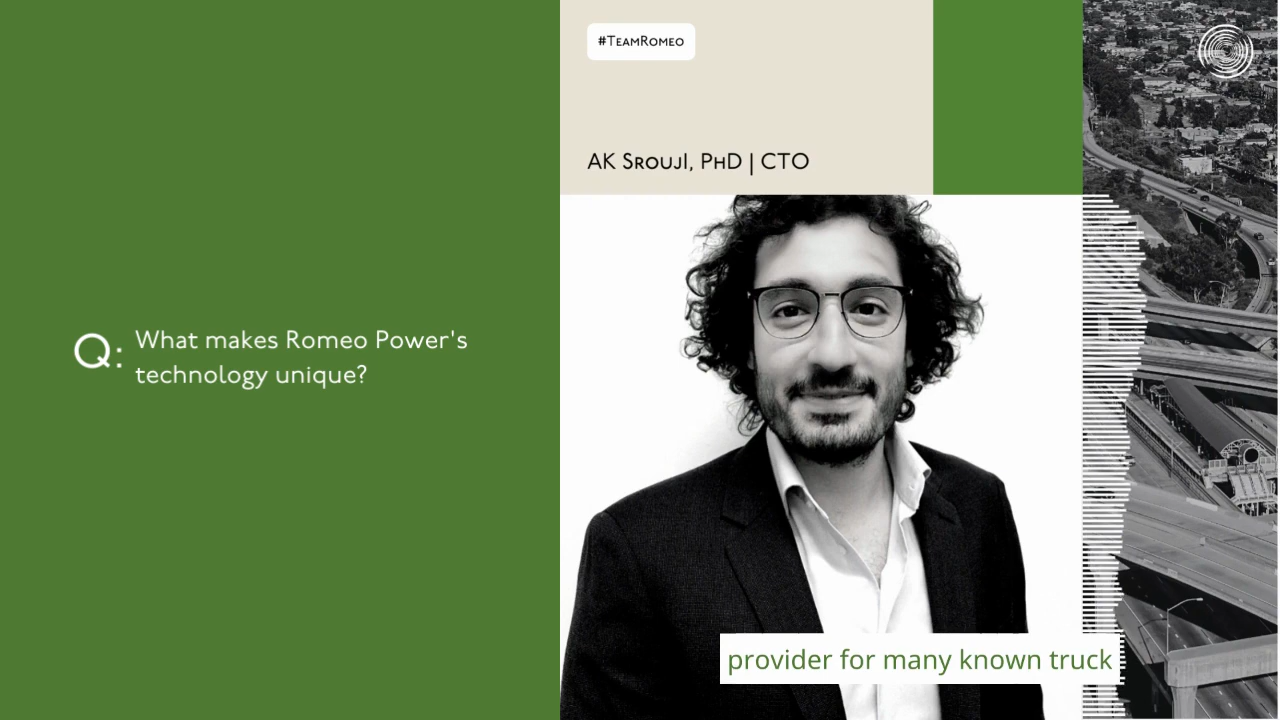 #TeamRomeo
AK Srouji, PhD | CTO
Q: What makes Romeo Power's
technology unique?
provider for many known truck